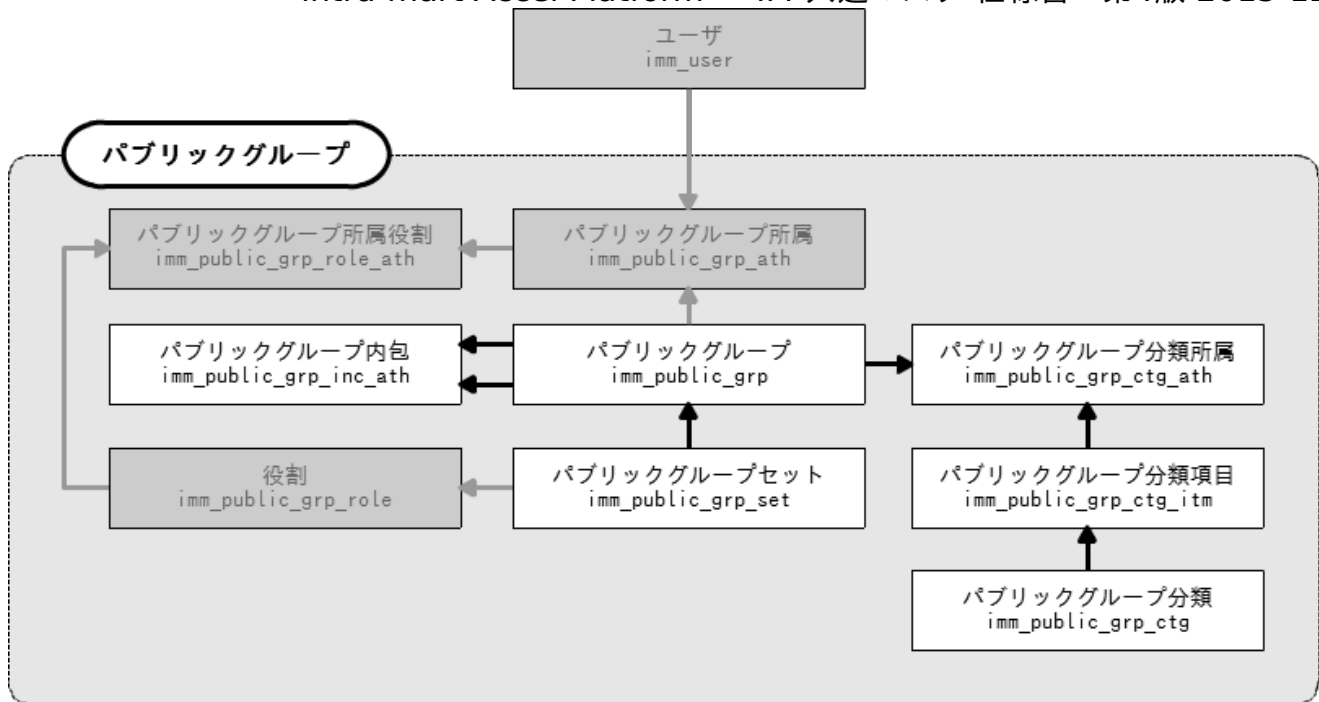 ユーザ
imm_user
パブリックグループ
パブリックグループ所属役割
imm_public_grp_role_ath
パブリックグループ所属
imm_public_grp_ath
パブリックグループ内包
imm_public_grp_inc_ath
パブリックグループ
imm_public_grp
パブリックグループ分類所属
imm_public_grp_ctg_ath
役割
imm_public_grp_role
パブリックグループセット
imm_public_grp_set
パブリックグループ分類項目
imm_public_grp_ctg_itm
パブリックグループ分類
imm_public_grp_ctg